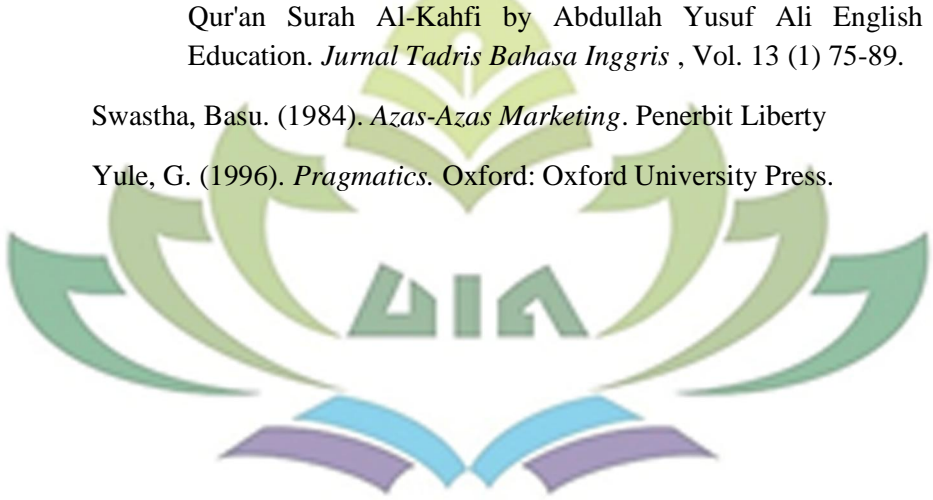 Qur'an Surah Al-Kahfi by Abdullah Yusuf Ali English
Education. Jurnal Tadris Bahasa Inggris , Vol. 13 (1) 75-89.
Swastha, Basu. (1984). Azas-Azas Marketing. Penerbit Liberty
Yule, G. (1996). Pragmatics. Oxford: Oxford University Press.
UIN